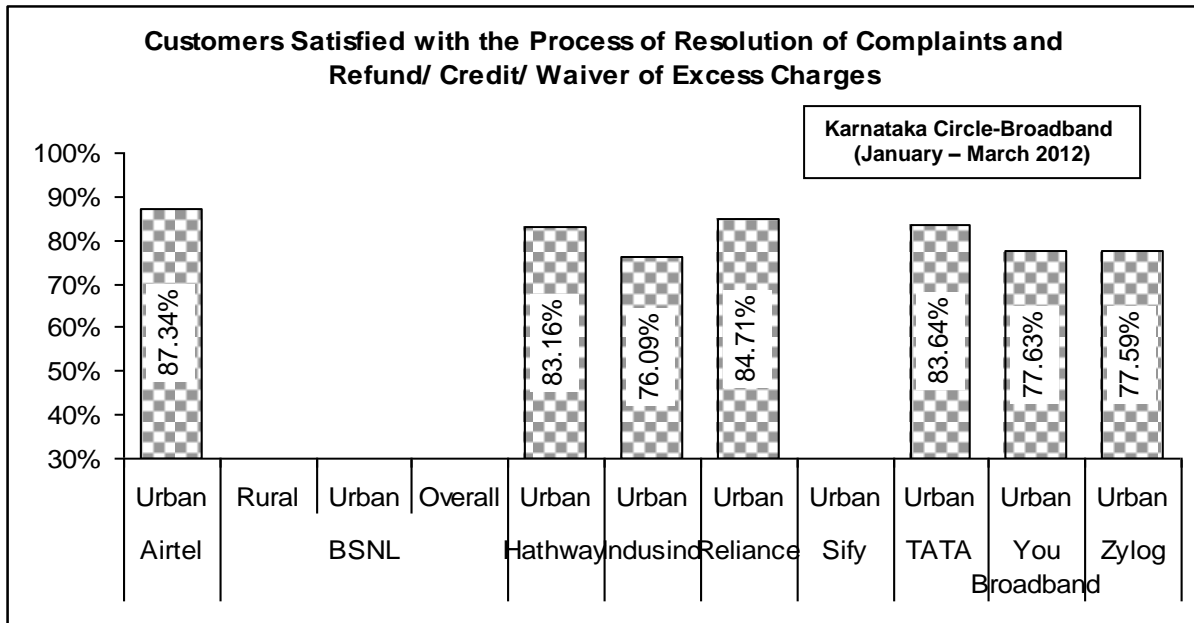 Customers Satisfied with the Process of Resolution of Complaints and
Refund/ Credit/ Waiver of Excess Charges
Karnataka Circle-Broadband
(January – March 2012)
100%
90%
80%
70%
60%
50%
40%
30%
87.34%
83.16%
76.09%
84.71%
83.64%
77.63%
77.59%
Urban Rural Urban Overall Urban Urban Urban Urban Urban Urban Urban
Airtel BSNL Hathway Indusind Reliance Sify TATA You Zylog
Broadband